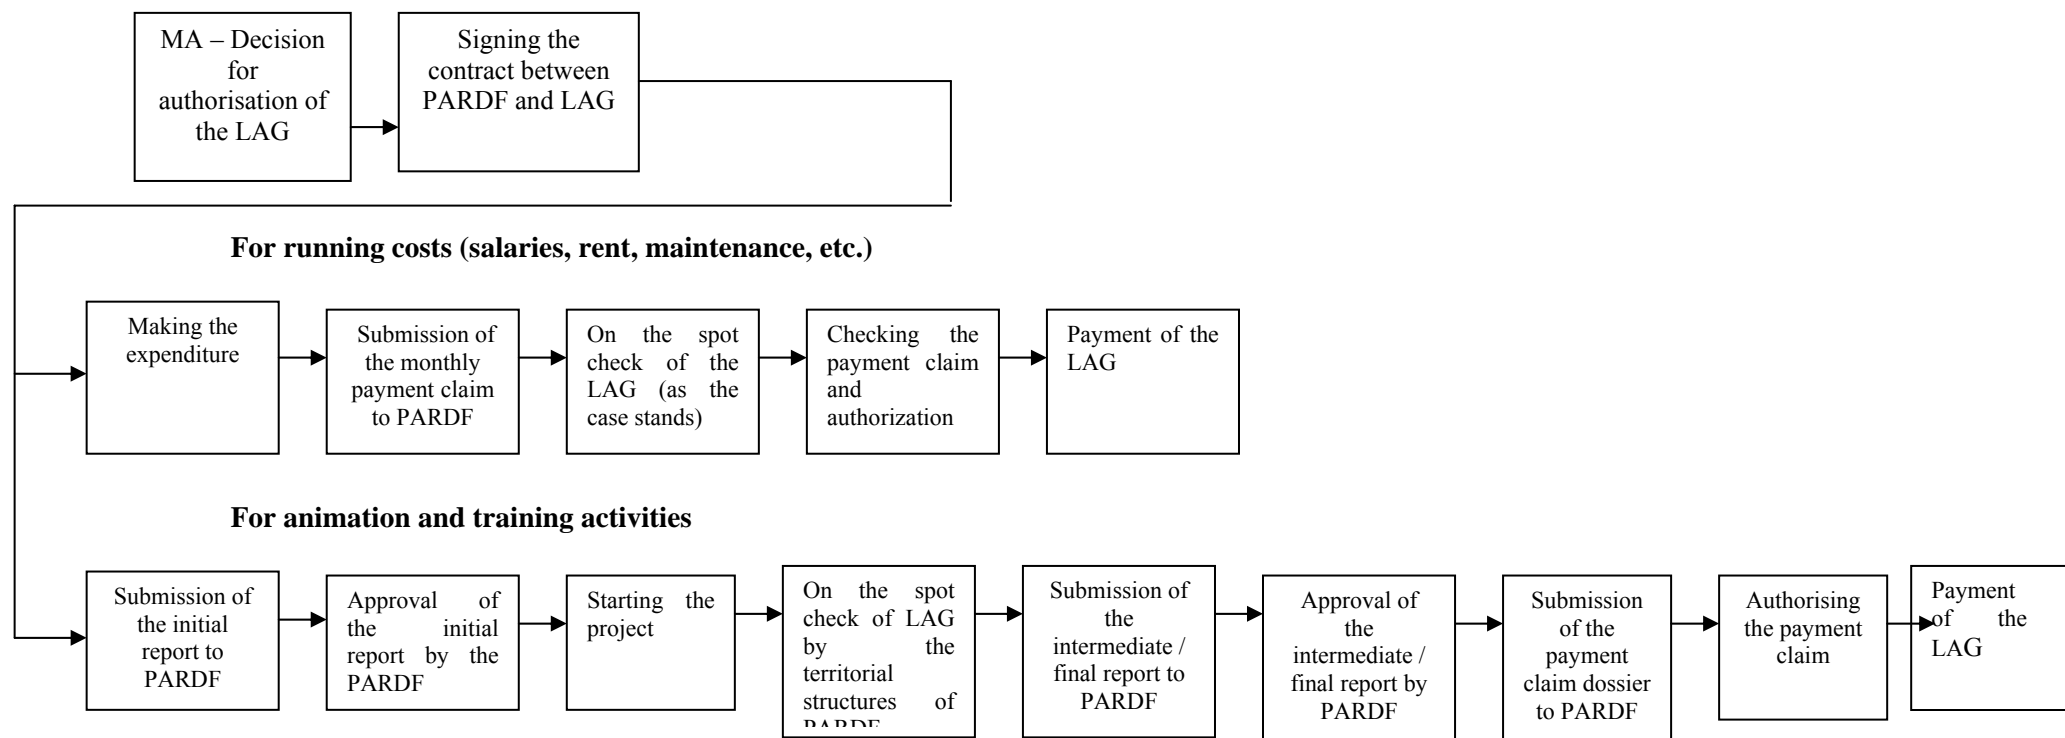 MA – Decision
for
authorisation of
the LAG
Signing the
contract between
PARDF and LAG
For running costs (salaries, rent, maintenance, etc.)
Making the
expenditure
Submission of
the monthly
payment claim
to PARDF
On the spot
check of the
LAG (as the
case stands)
Checking the
payment claim
and
authorization
Payment of the
LAG
For animation and training activities
Submission of
the initial
report to
PARDF
Approval of
the initial
report by the
PARDF
Starting the
project
On the spot
check of LAG
by the
territorial
structures of
PARDF
Submission of
the
intermediate /
final report to
PARDF
Approval of
the
intermediate /
final report by
PARDF
Submission
of the
payment
claim dossier
to PARDF
Authorising
the payment
claim
Payment
of the
LAG